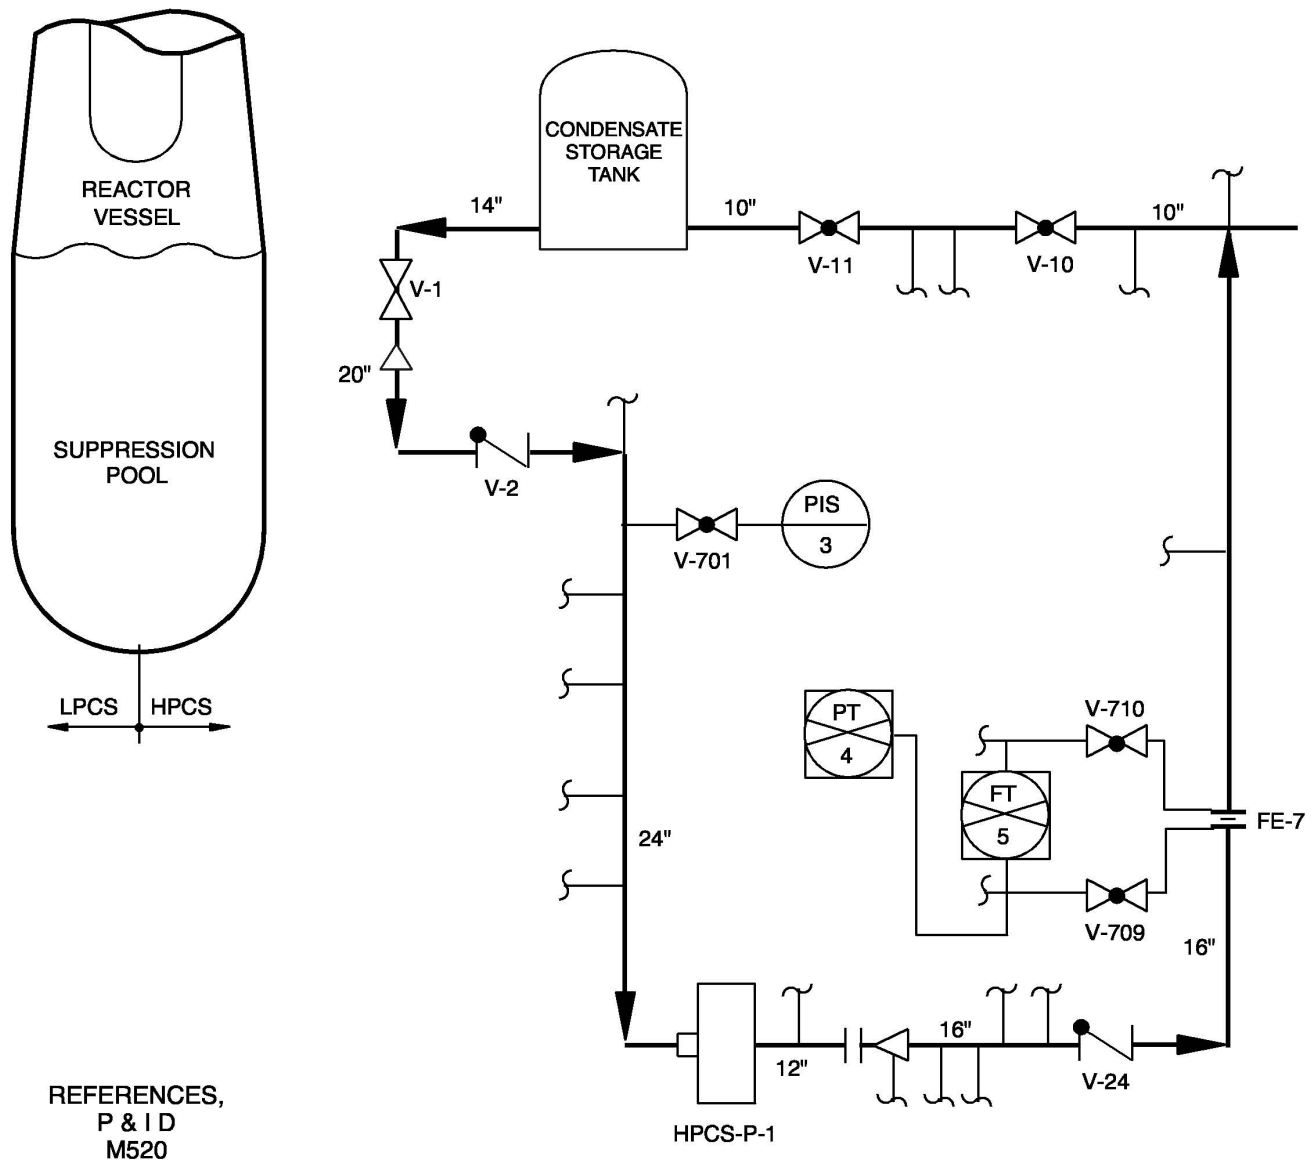 REACTOR
VESSEL
SUPPRESSION
POOL
LPCS
HPCS
REFERENCES,
P & I D
M520
CONDENSATE
STORAGE
TANK
14"
10"
V-11
V-10
10"
V-1
20"
V-2
PIS
3
V-701
24"
PT
4
FT
5
V-710
V-709
FE-7
16"
HPCS-P-1
12"
16"
V-24